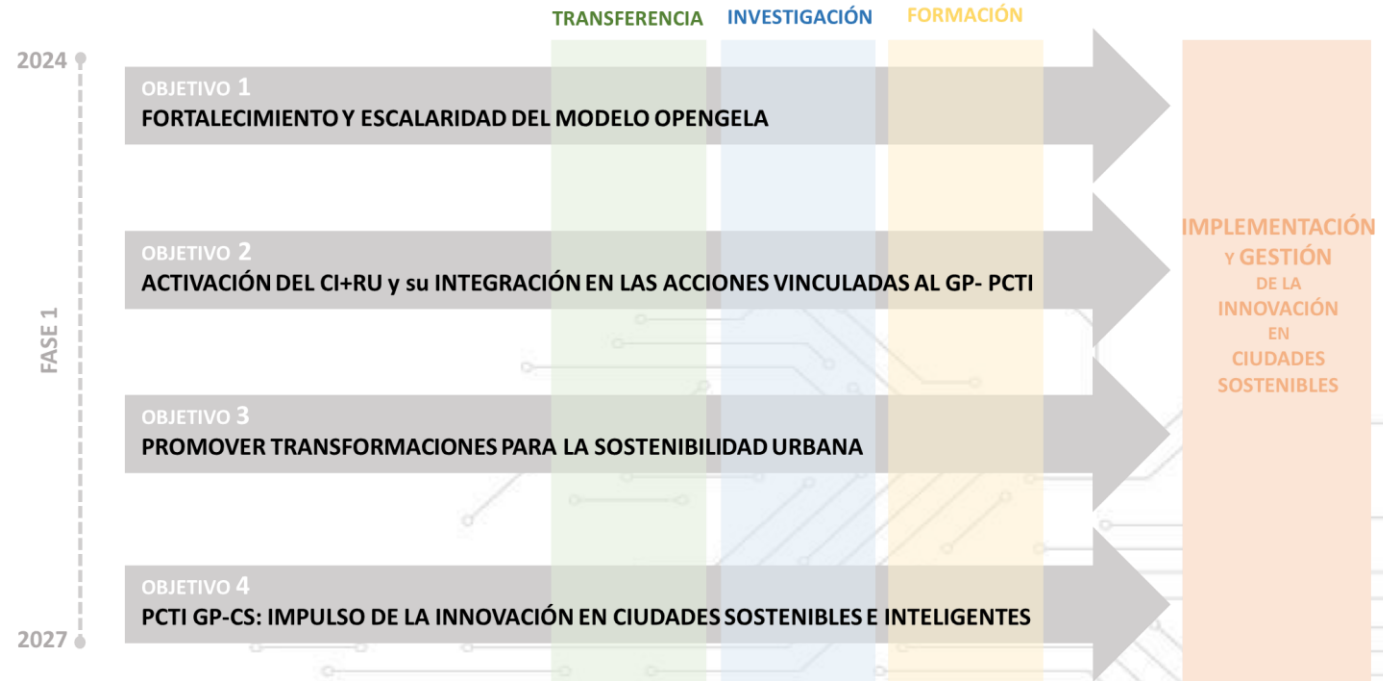 TRANSFERENCIA
INVESTIGACIÓN
FORMACIÓN
2024
FASE 1
2027
OBJETIVO 1
FORTALECIMIENTO Y ESCALARIDAD DEL MODELO OPENGELA
OBJETIVO 2
ACTIVACIÓN DEL CI+RU y su INTEGRACIÓN EN LAS ACCIONES VINCULADAS AL GP- PCTI
OBJETIVO 3
PROMOVER TRANSFORMACIONES PARA LA SOSTENIBILIDAD URBANA
OBJETIVO 4
PCTI GP-CS: IMPULSO DE LA INNOVACIÓN EN CIUDADES SOSTENIBLES E INTELIGENTES
IMPLEMENTACIÓN
Y GESTIÓN
DE LA
INNOVACIÓN
EN
CIUDADES
SOSTENIBLES